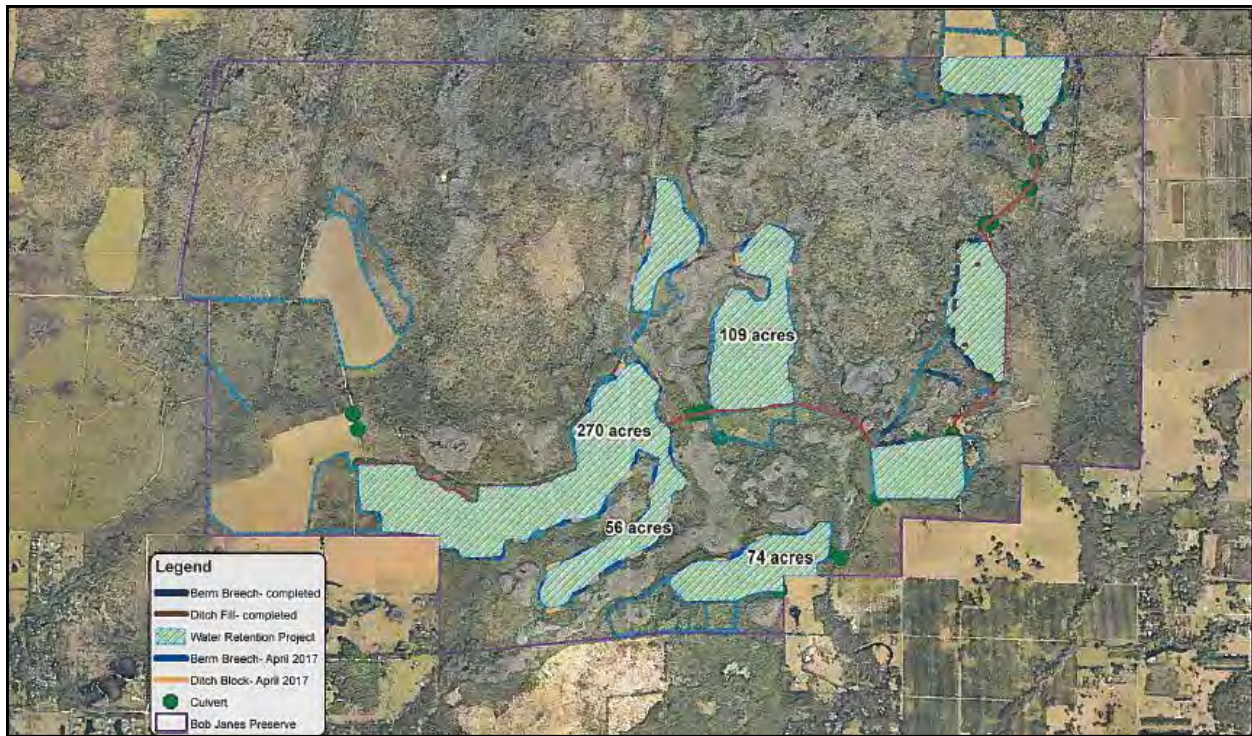 109 acres
270 acres
56 acres
74 acres
Legend
Berm Breech- completed
Ditch Fill- completed
Water Retention Project
Berm Breech- April 2017
Ditch Block- April 2017
Culvert
Bob Janes Preserve